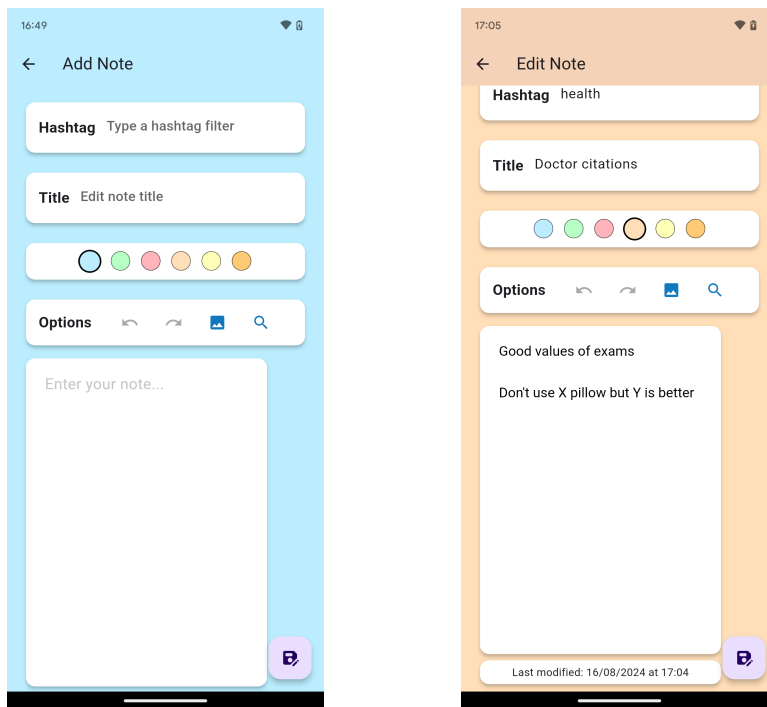 16:49
Add Note
Hashtag Type a hashtag filter
Title Edit note title
Options
Enter your note...
17:05
Edit Note
Hashtag health
Title Doctor citations
Options
Good values of exams
Don't use X pillow but Y is better
Last modified: 16/08/2024 at 17:04